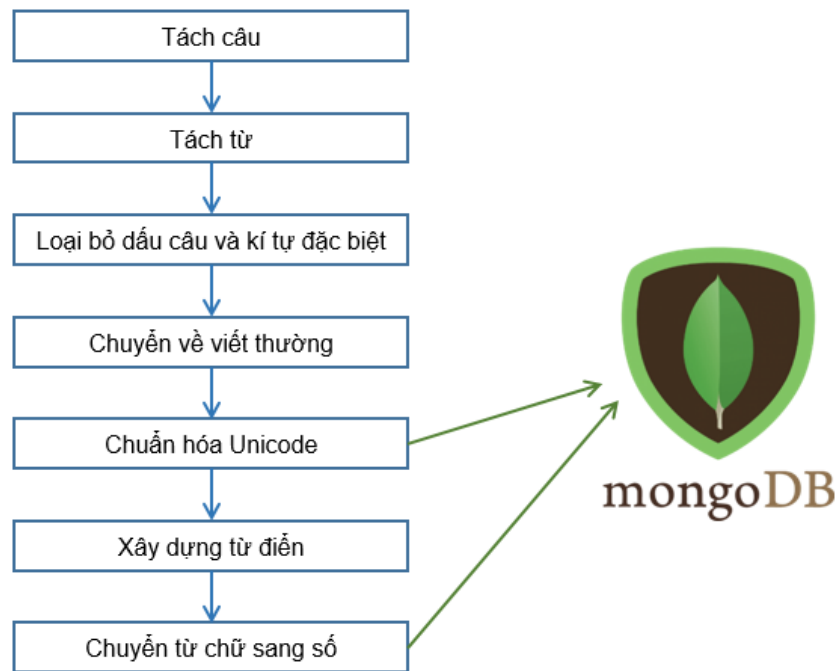 Tách câu
Tách từ
Loại bỏ dấu câu và kí tự đặc biệt
Chuyển về viết thường
Chuẩn hóa Unicode
mongoDB
Xây dựng từ điển
Chuyển từ chữ sang số